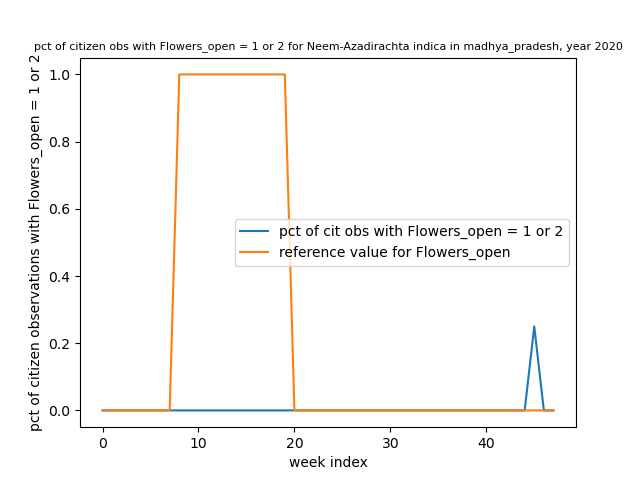 pct of citizen obs with Flowers_open = 1 or 2 for Neem-Azadirachta indica in madhya_pradesh, year 2020
pct of citizen observations with Flowers_open = 1 or 2
1.0
0.8
0.6
0.4
0.2
0.0
pct of cit obs with Flowers_open = 1 or 2
reference value for Flowers_open
0 10 20 30 40
week index